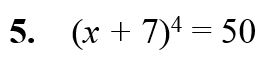 5. (x + 7)⁴ = 50